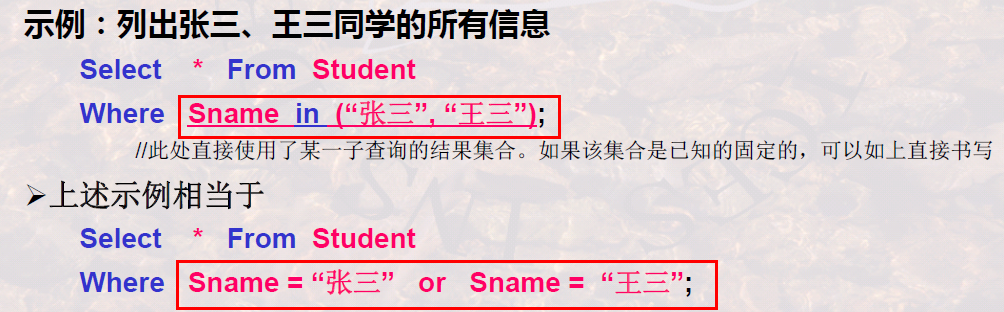 示例：列出张三、王三同学的所有信息
Select * From Student
Where Sname in (“张三”, “王三”);
//此处直接使用了某一子查询的结果集合。如果该集合是已知的固定的，可以如上直接书写
➢上述示例相当于
Select * From Student
Where Sname = “张三” or Sname = “王三”;